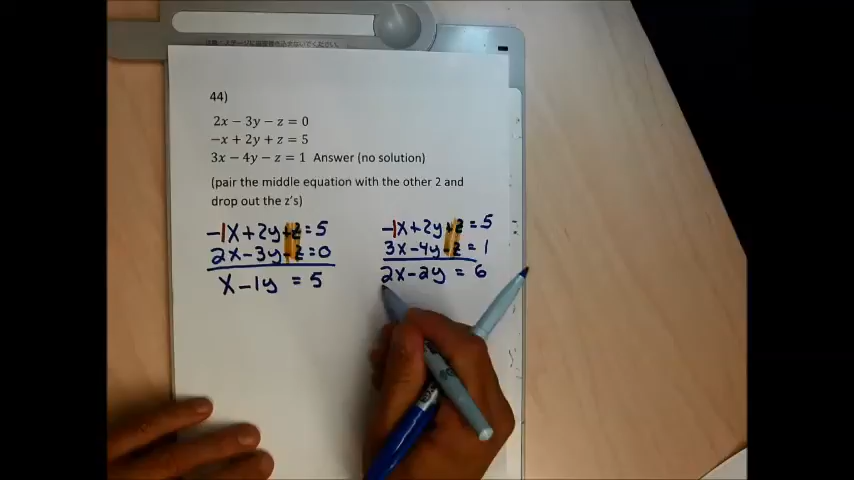 44)
2x − 3y − z = 0
−x + 2y + z = 5
3x − 4y − z = 1 Answer (no solution)
(pair the middle equation with the other 2 and
drop out the z's)
-1x+2y+z=5
2x-3y-z=0
x-1y=5
-1x+2y+z=5
3x-4y-z=1
2x-2y=6